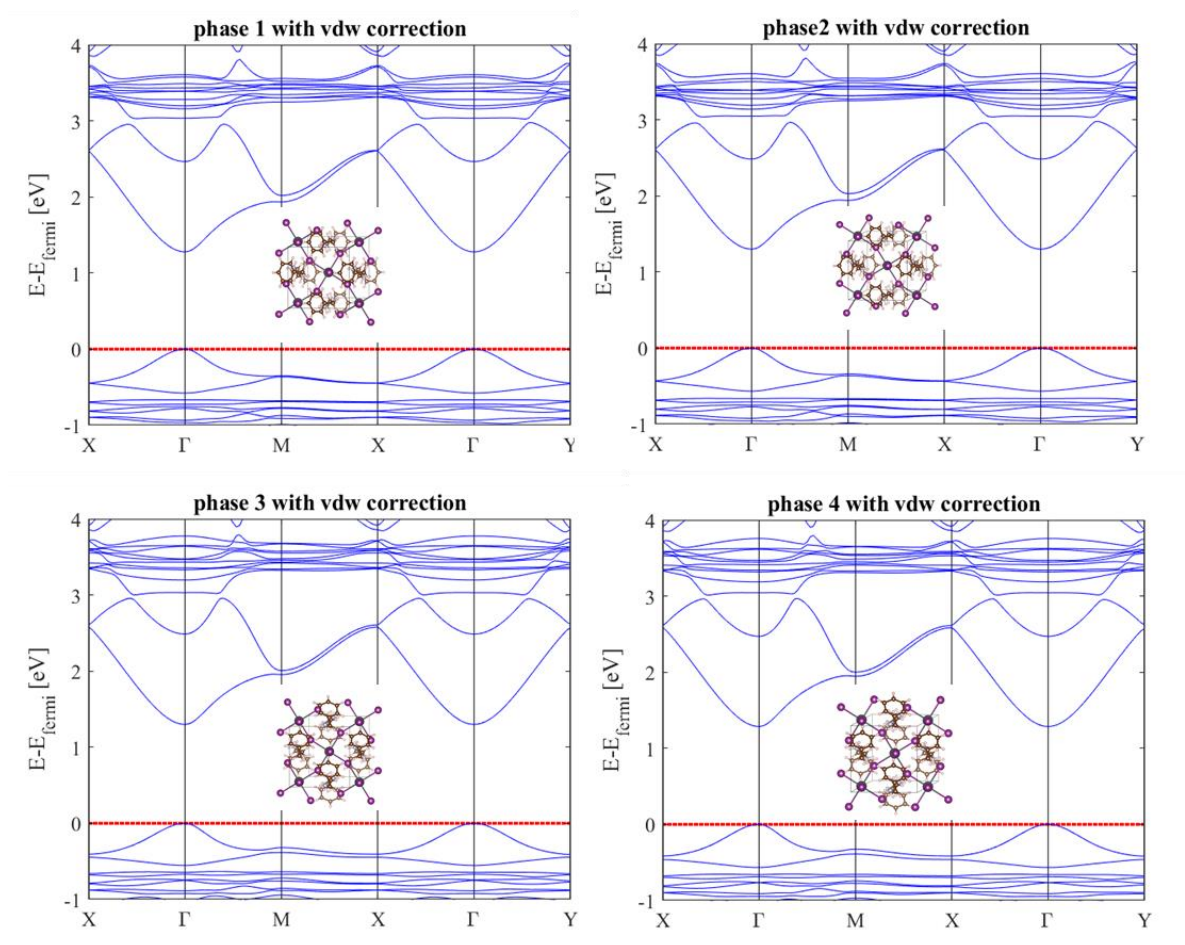 phase 1 with vdw correction
4
3
2
1
0
-1
E-E_fermi [eV]
X Γ M X Γ Y
phase2 with vdw correction
4
3
2
1
0
-1
E-E_fermi [eV]
X Γ M X Γ Y
phase 3 with vdw correction
4
3
2
1
0
-1
E-E_fermi [eV]
X Γ M X Γ Y
phase 4 with vdw correction
4
3
2
1
0
-1
E-E_fermi [eV]
X Γ M X Γ Y